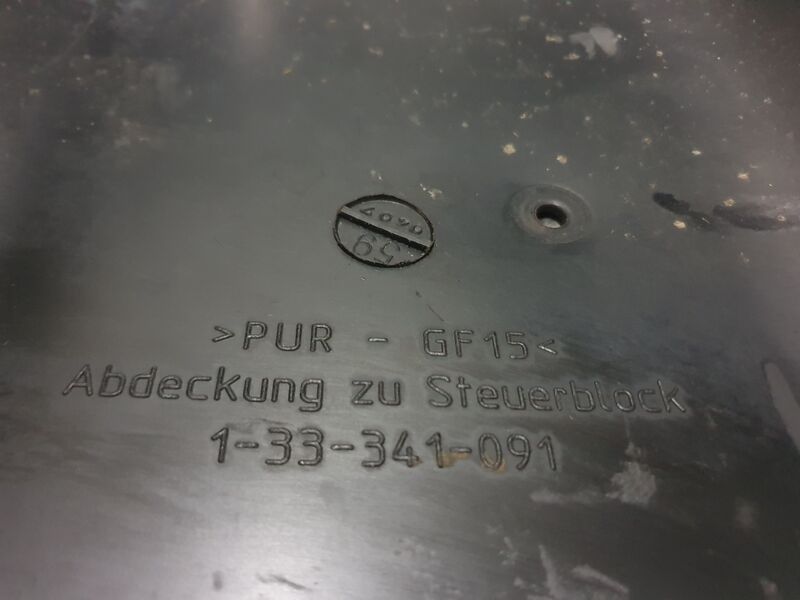 >PUR - GF15<
Abdeckung zu Steuerblock
1-33-341-091